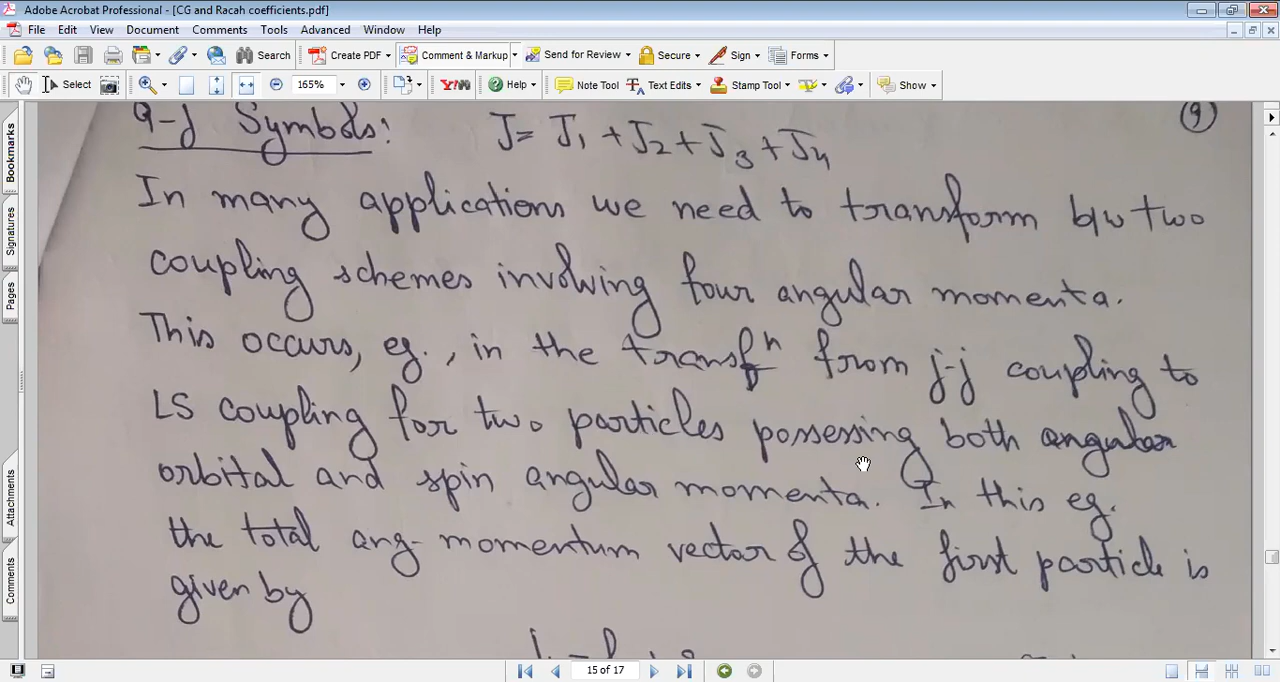 Adobe Acrobat Professional - [CG and Racah coefficients.pdf]
File Edit View Document Comments Tools Advanced Window Help
Search Create PDF Comment & Markup Send for Review Secure Sign Forms
Select 165% Y! Help Note Tool Text Edits Stamp Tool Show
9-j Symbols: J = J1 + J2 + J3 + J4 9
In many applications we need to transform b/w two
coupling schemes involving four angular momenta.
This occurs, eg., in the transfn from j-j coupling to
LS coupling for two particles possessing both angular
orbital and spin angular momenta. In this eg.
the total ang- momentum vector of the first particle is
given by
Bookmarks
Signatures
Pages
Attachments
Comments
15 of 17